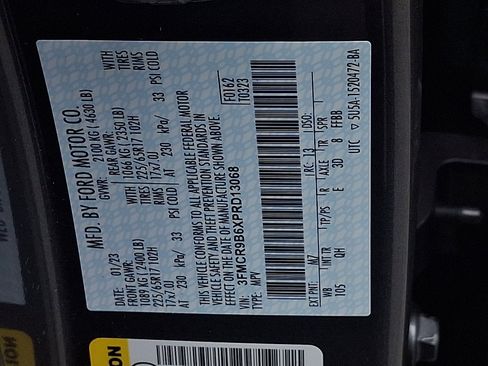 MFD. BY FORD MOTOR CO.
DATE: 01/23
GVWR: 2100 KG ( 4630 LB)
FRONT GAWR: 1089 KG ( 2400 LB)
REAR GAWR: 1066 KG ( 2350 LB)
WITH TIRES RIMS
225/65R17 102H
17x7.0J
AT 230 kPa/ 33 PSI COLD
WITH TIRES RIMS
225/65R17 102H
17x7.0J
AT 230 kPa/ 33 PSI COLD
THIS VEHICLE CONFORMS TO ALL APPLICABLE FEDERAL MOTOR
VEHICLE SAFETY AND THEFT PREVENTION STANDARDS IN
EFFECT ON THE DATE OF MANUFACTURE SHOWN ABOVE.
VIN: 3FMCR9B6XPRD13068
TYPE: MPV
F0162
T0323
EXT PNT: M7
RC: 13
DSO:
WB
INT TR
TP/PS
R
AXLE
TR
SPR
105
QH
E
3D
8
FFBB
UTC
5U5A-1520472-BA